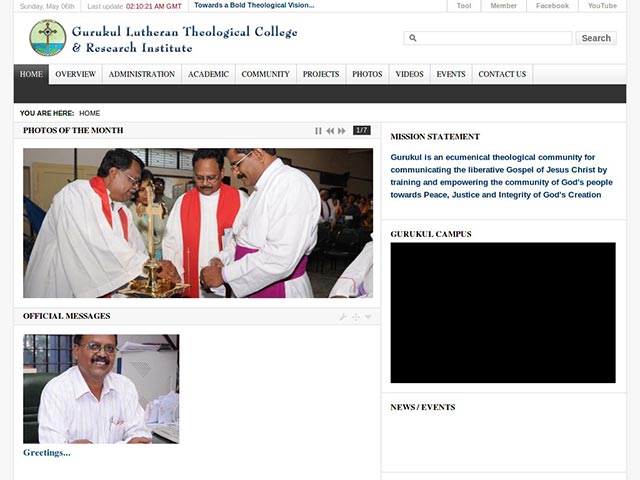 Sunday, May 06th
Last update 02:10:21 AM GMT
Towards a Bold Theological Vision...
Tool
Member
Facebook
YouTube
Gurukul Lutheran Theological College
& Research Institute
Search
HOME OVERVIEW ADMINISTRATION ACADEMIC COMMUNITY PROJECTS PHOTOS VIDEOS EVENTS CONTACT US
YOU ARE HERE: HOME
PHOTOS OF THE MONTH
1/7
MISSION STATEMENT
Gurukul is an ecumenical theological community for
communicating the liberative Gospel of Jesus Christ by
training and empowering the community of God's people
towards Peace, Justice and Integrity of God's Creation
GURUKUL CAMPUS
OFFICIAL MESSAGES
Greetings...
NEWS / EVENTS